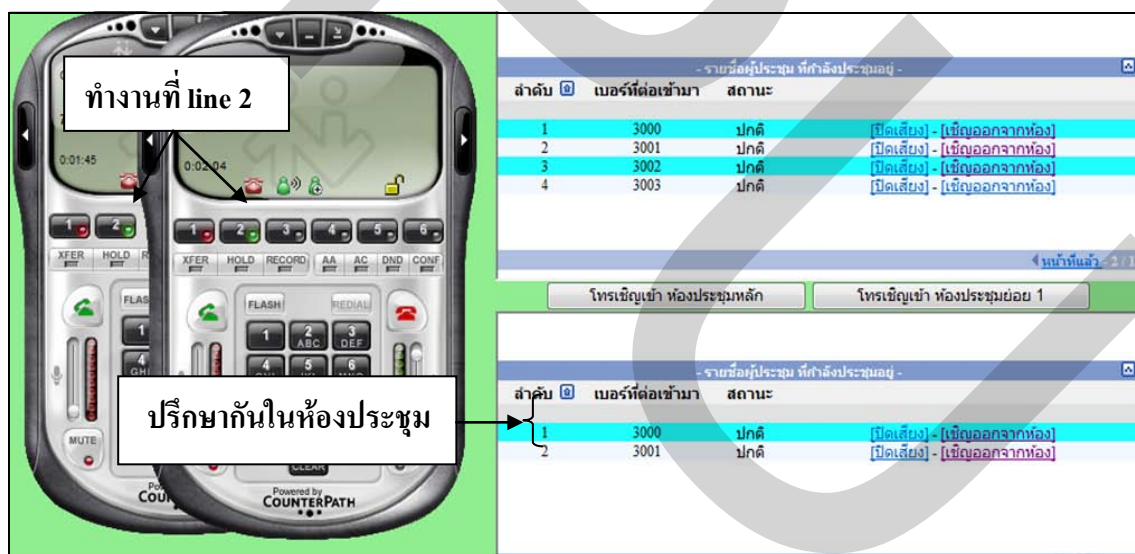 ทำงานที่ line 2
0:01:45
0:02:04
1 2
1 2 3 4 5 6
XFER HOLD
XFER HOLD RECORD AA AC DND CONF
FLASH REDIAL
1 2 3
ABC DEF
4 5 6
MUTE
CLEAR
Powered by
COUNTERPATH
ปรึกษากันในห้องประชุม
- รายชื่อผู้ประชุม ที่กำลังประชุมอยู่ -
ลำดับ เบอร์ที่ต่อเข้ามา สถานะ
1 3000 ปกติ [ปิดเสียง] - [เชิญออกจากห้อง]
2 3001 ปกติ [ปิดเสียง] - [เชิญออกจากห้อง]
3 3002 ปกติ [ปิดเสียง] - [เชิญออกจากห้อง]
4 3003 ปกติ [ปิดเสียง] - [เชิญออกจากห้อง]
หน้าที่แล้ว - 2 / 1
โทรเชิญเข้า ห้องประชุมหลัก โทรเชิญเข้า ห้องประชุมย่อย 1
- รายชื่อผู้ประชุม ที่กำลังประชุมอยู่ -
ลำดับ เบอร์ที่ต่อเข้ามา สถานะ
1 3000 ปกติ [ปิดเสียง] - [เชิญออกจากห้อง]
2 3001 ปกติ [ปิดเสียง] - [เชิญออกจากห้อง]